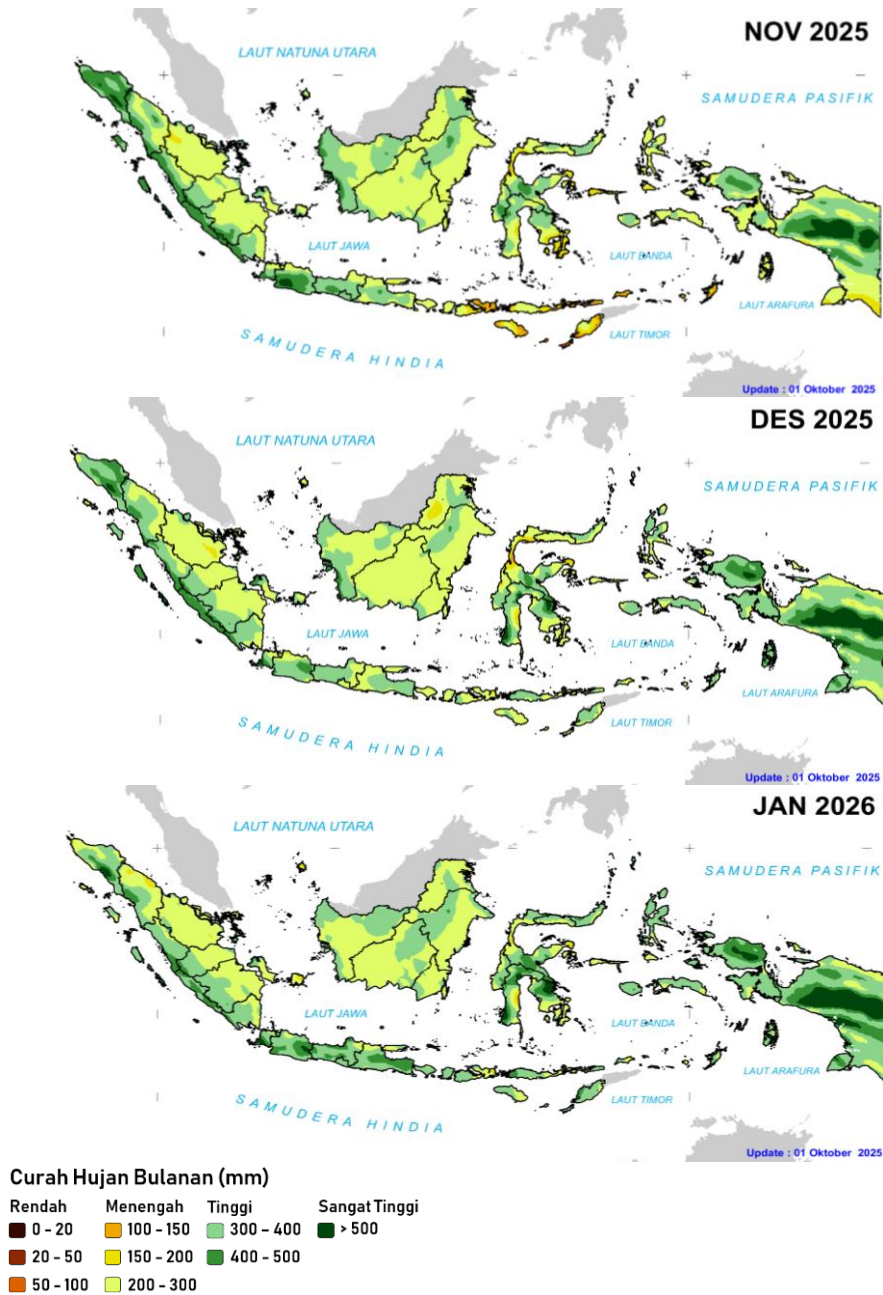 NOV 2025
LAUT NATUNA UTARA
SAMUDERA PASIFIK
LAUT JAWA
LAUT BANDA
LAUT ARAFURA
LAUT TIMOR
SAMUDERA HINDIA
Update : 01 Oktober 2025
DES 2025
LAUT NATUNA UTARA
SAMUDERA PASIFIK
LAUT JAWA
LAUT BANDA
LAUT ARAFURA
LAUT TIMOR
SAMUDERA HINDIA
Update : 01 Oktober 2025
JAN 2026
LAUT NATUNA UTARA
SAMUDERA PASIFIK
LAUT JAWA
LAUT BANDA
LAUT ARAFURA
LAUT TIMOR
SAMUDERA HINDIA
Update : 01 Oktober 2025
Curah Hujan Bulanan (mm)
Rendah Menengah Tinggi Sangat Tinggi
0 - 20 100 - 150 300 - 400 > 500
20 - 50 150 - 200 400 - 500
50 - 100 200 - 300